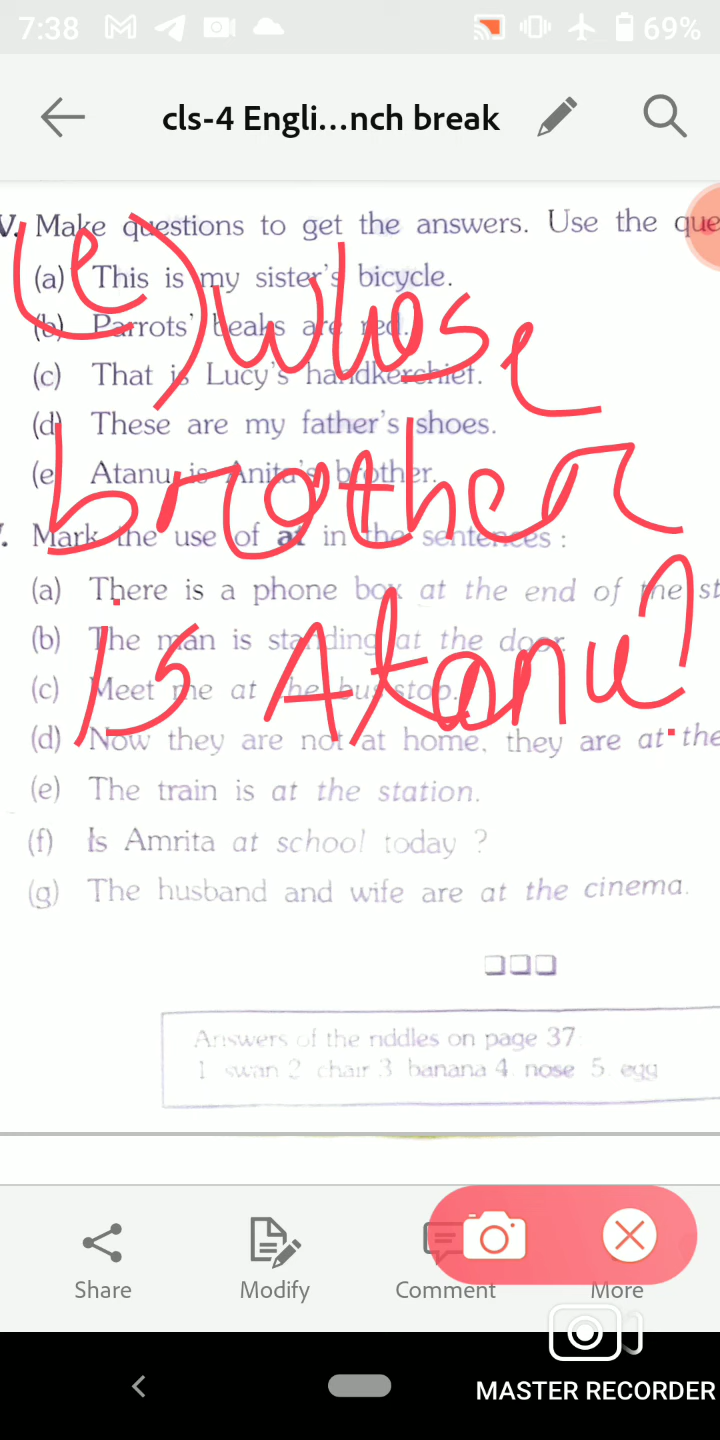 7:38 69%
cls-4 Engli...nch break
V. Make questions to get the answers. Use the que
(a) This is my sister's bicycle.
(b) Parrots' beaks are red.
(c) That is Lucy's handkerchief.
(d) These are my father's shoes.
(e) Atanu is Anita's brother.
(e) whose
brother
is Atanu?
. Mark the use of at in the sentences :
(a) There is a phone box at the end of the st
(b) The man is standing at the door.
(c) Meet me at the bus stop.
(d) Now they are not at home, they are at the
(e) The train is at the station.
(f) Is Amrita at school today ?
(g) The husband and wife are at the cinema.
Answers of the riddles on page 37
1. swan 2. chair 3. banana 4. nose 5. egg
Share Modify Comment More
MASTER RECORDER